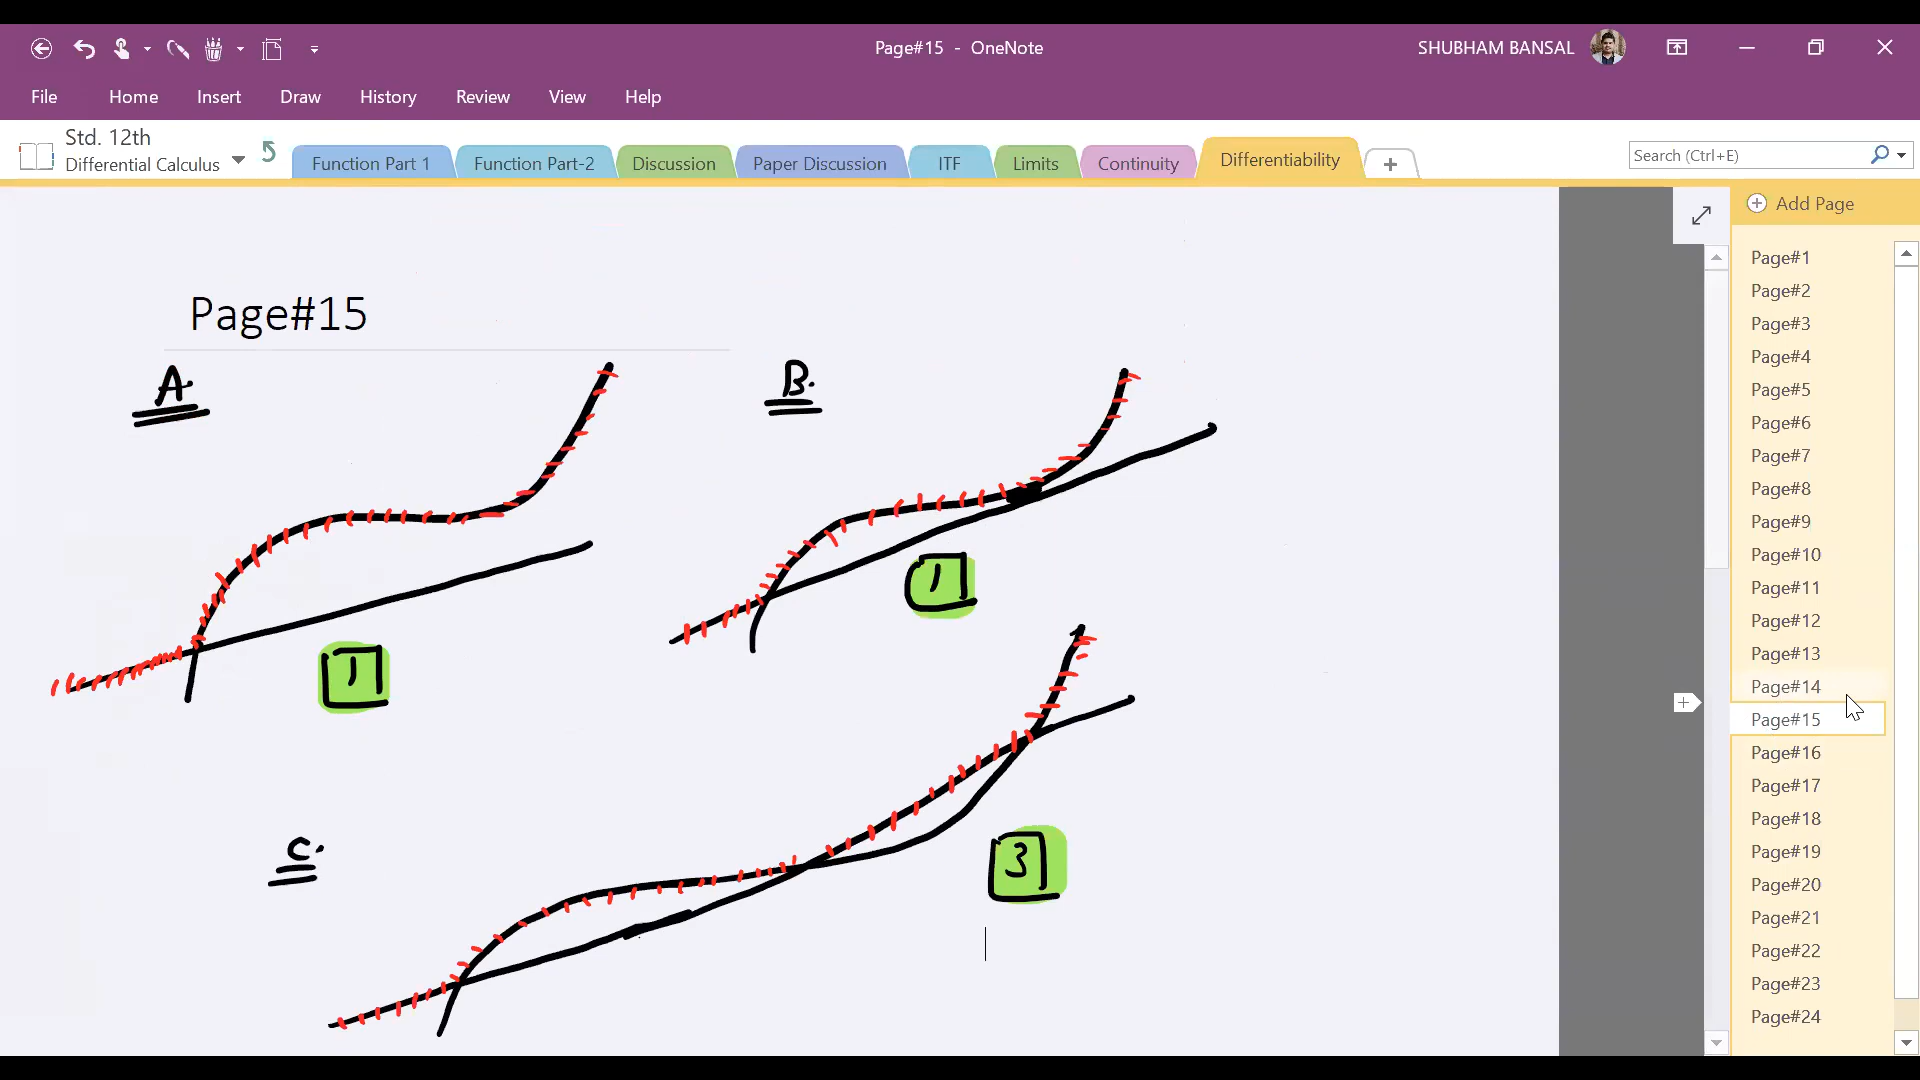 Page#15 - OneNote
SHUBHAM BANSAL
File Home Insert Draw History Review View Help
Std. 12th
Differential Calculus
Function Part 1
Function Part-2
Discussion
Paper Discussion
ITF
Limits
Continuity
Differentiability
Search (Ctrl+E)
Add Page
Page#1
Page#2
Page#3
Page#4
Page#5
Page#6
Page#7
Page#8
Page#9
Page#10
Page#11
Page#12
Page#13
Page#14
Page#15
Page#16
Page#17
Page#18
Page#19
Page#20
Page#21
Page#22
Page#23
Page#24
Page#15
A.
B.
1
1
C.
3